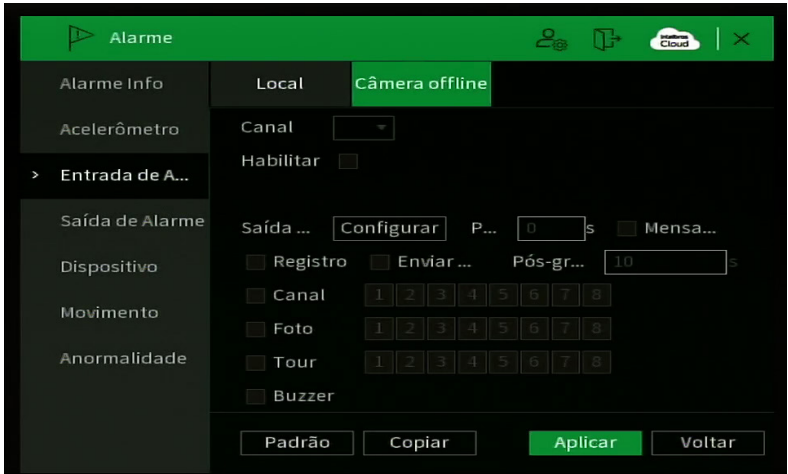 Alarme
intelbras
Cloud
Alarme Info
Acelerômetro
Entrada de A...
Saída de Alarme
Dispositivo
Movimento
Anormalidade
Local
Câmera offline
Canal
Habilitar
Saída ... Configurar P... 0 s Mensa...
Registro Enviar ... Pós-gr... 10 s
Canal 1 2 3 4 5 6 7 8
Foto 1 2 3 4 5 6 7 8
Tour 1 2 3 4 5 6 7 8
Buzzer
Padrão Copiar Aplicar Voltar